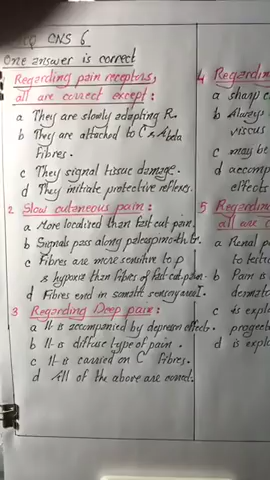 MCQ CNS 6
One answer is correct
Regarding pain receptors,
all are correct except:
a They are slowly adapting R.
b They are attached to C & A delta
Fibres.
c They signal tissue damage.
d They initiate protective reflexes.
2 Slow cutaneous pain:
a More localized than fast cut. pain.
b Signals pass along paleospinoth. tr.
c Fibres are more sensitive to p
& hypoxia than fibres of fast cut. pain.
d Fibres end in somatic sensory area I.
3 Regarding Deep pain:
a It is accompanied by depressor effects.
b It is diffuse type of pain.
c It is carried on C fibres.
d All of the above are correct.
4 Regardin
a sharp c
b Always
viscus
c may be
d accomp
effects
5 Regardin
all are c
a Renal p
to testi
b Pain is
dermato
c is expla
d is expla